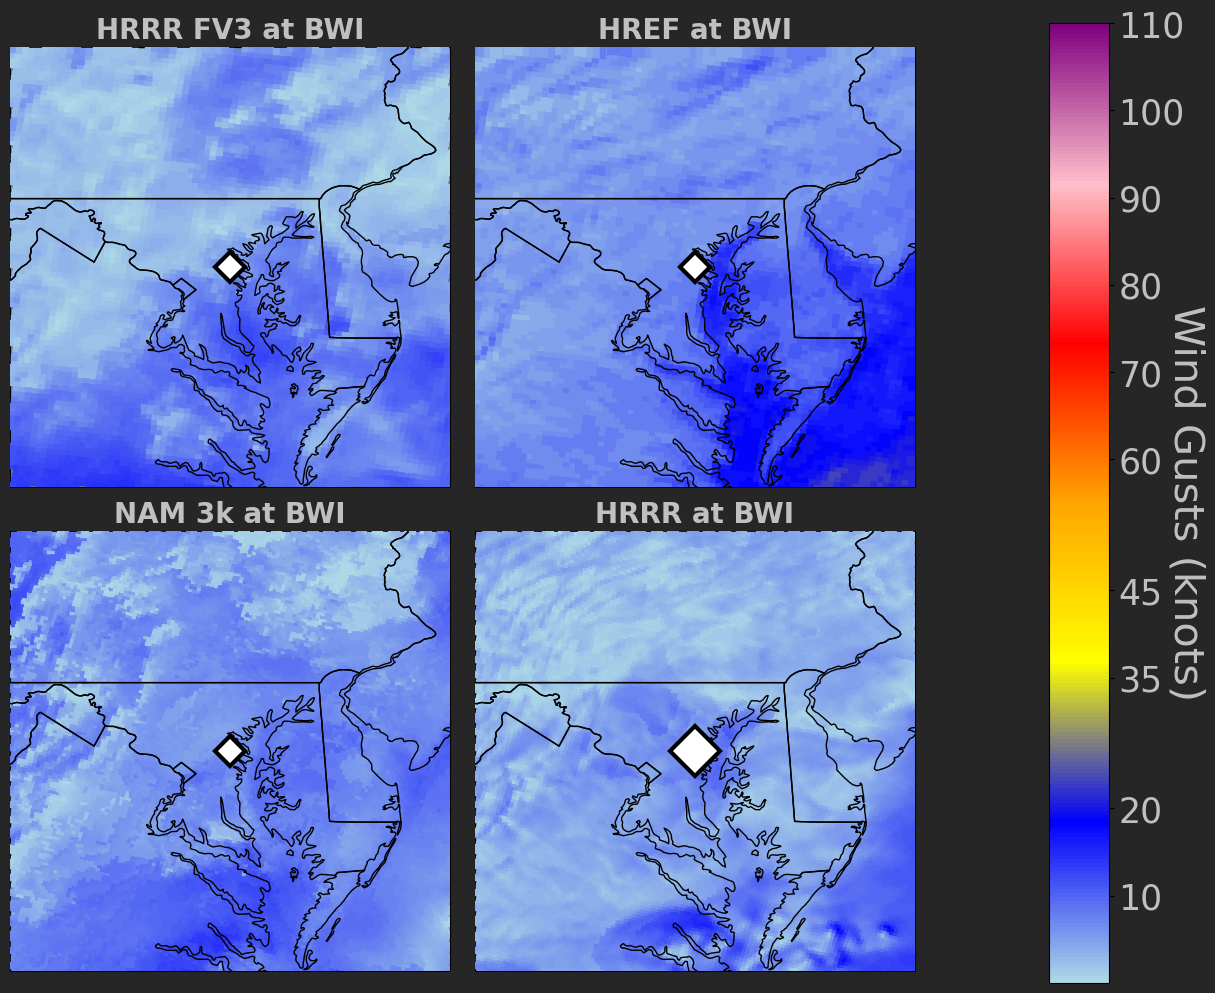 HRRR FV3 at BWI
HREF at BWI
NAM 3k at BWI
HRRR at BWI
110
100
90
80
70
60
45
35
20
10
Wind Gusts (knots)